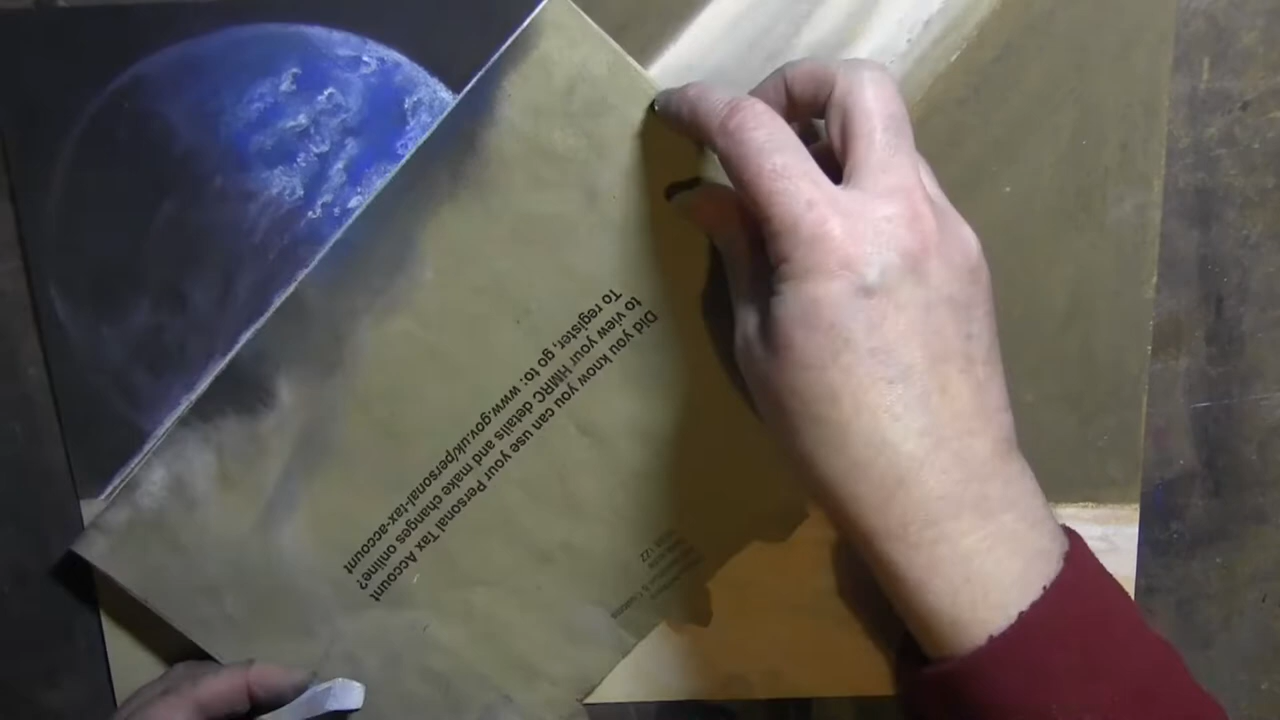 Did you know you can use your Personal Tax Account
to view your HMRC details and make changes online?
To register, go to: www.gov.uk/personal-tax-account
1ZZ